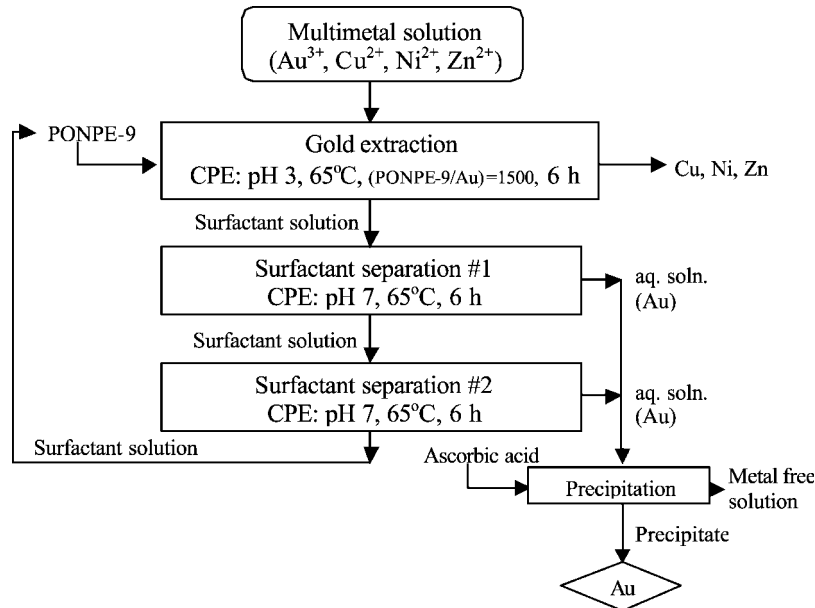 Multimetal solution
(Au³⁺, Cu²⁺, Ni²⁺, Zn²⁺)
PONPE-9
Gold extraction
CPE: pH 3, 65°C, (PONPE-9/Au)=1500, 6 h
Cu, Ni, Zn
Surfactant solution
Surfactant separation #1
CPE: pH 7, 65°C, 6 h
aq. soln.
(Au)
Surfactant solution
Surfactant separation #2
CPE: pH 7, 65°C, 6 h
aq. soln.
(Au)
Surfactant solution
Ascorbic acid
Precipitation
Metal free
solution
Precipitate
Au